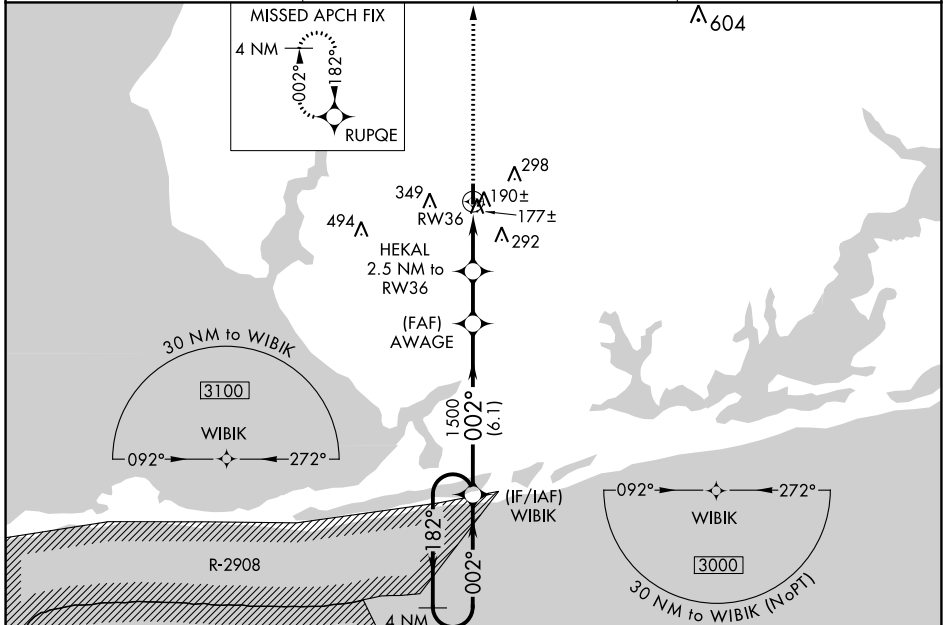 MISSED APCH FIX
4 NM
002°
182°
RUPQE
604
298
349
190±
RW36
177±
494
292
HEKAL
2.5 NM to
RW36
(FAF)
AWAGE
30 NM to WIBIK
3100
WIBIK
092°
272°
1500
002°
(6.1)
(IF/IAF)
WIBIK
092°
272°
WIBIK
3000
30 NM to WIBIK (NoPT)
R-2908
182°
002°
4 NM